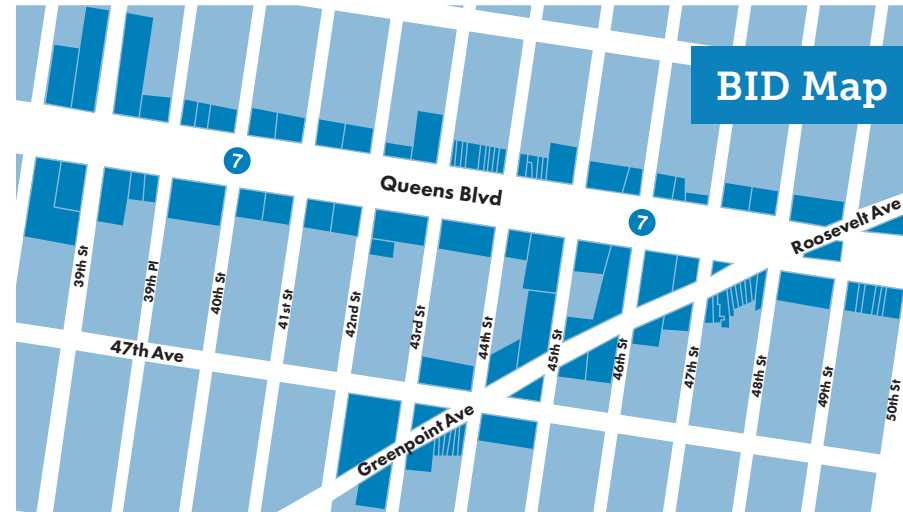 BID Map
7
Queens Blvd
7
Roosevelt Ave
39th St
39th Pl
40th St
41st St
42nd St
43rd St
44th St
45th St
46th St
47th St
48th St
49th St
50th St
47th Ave
Greenpoint Ave